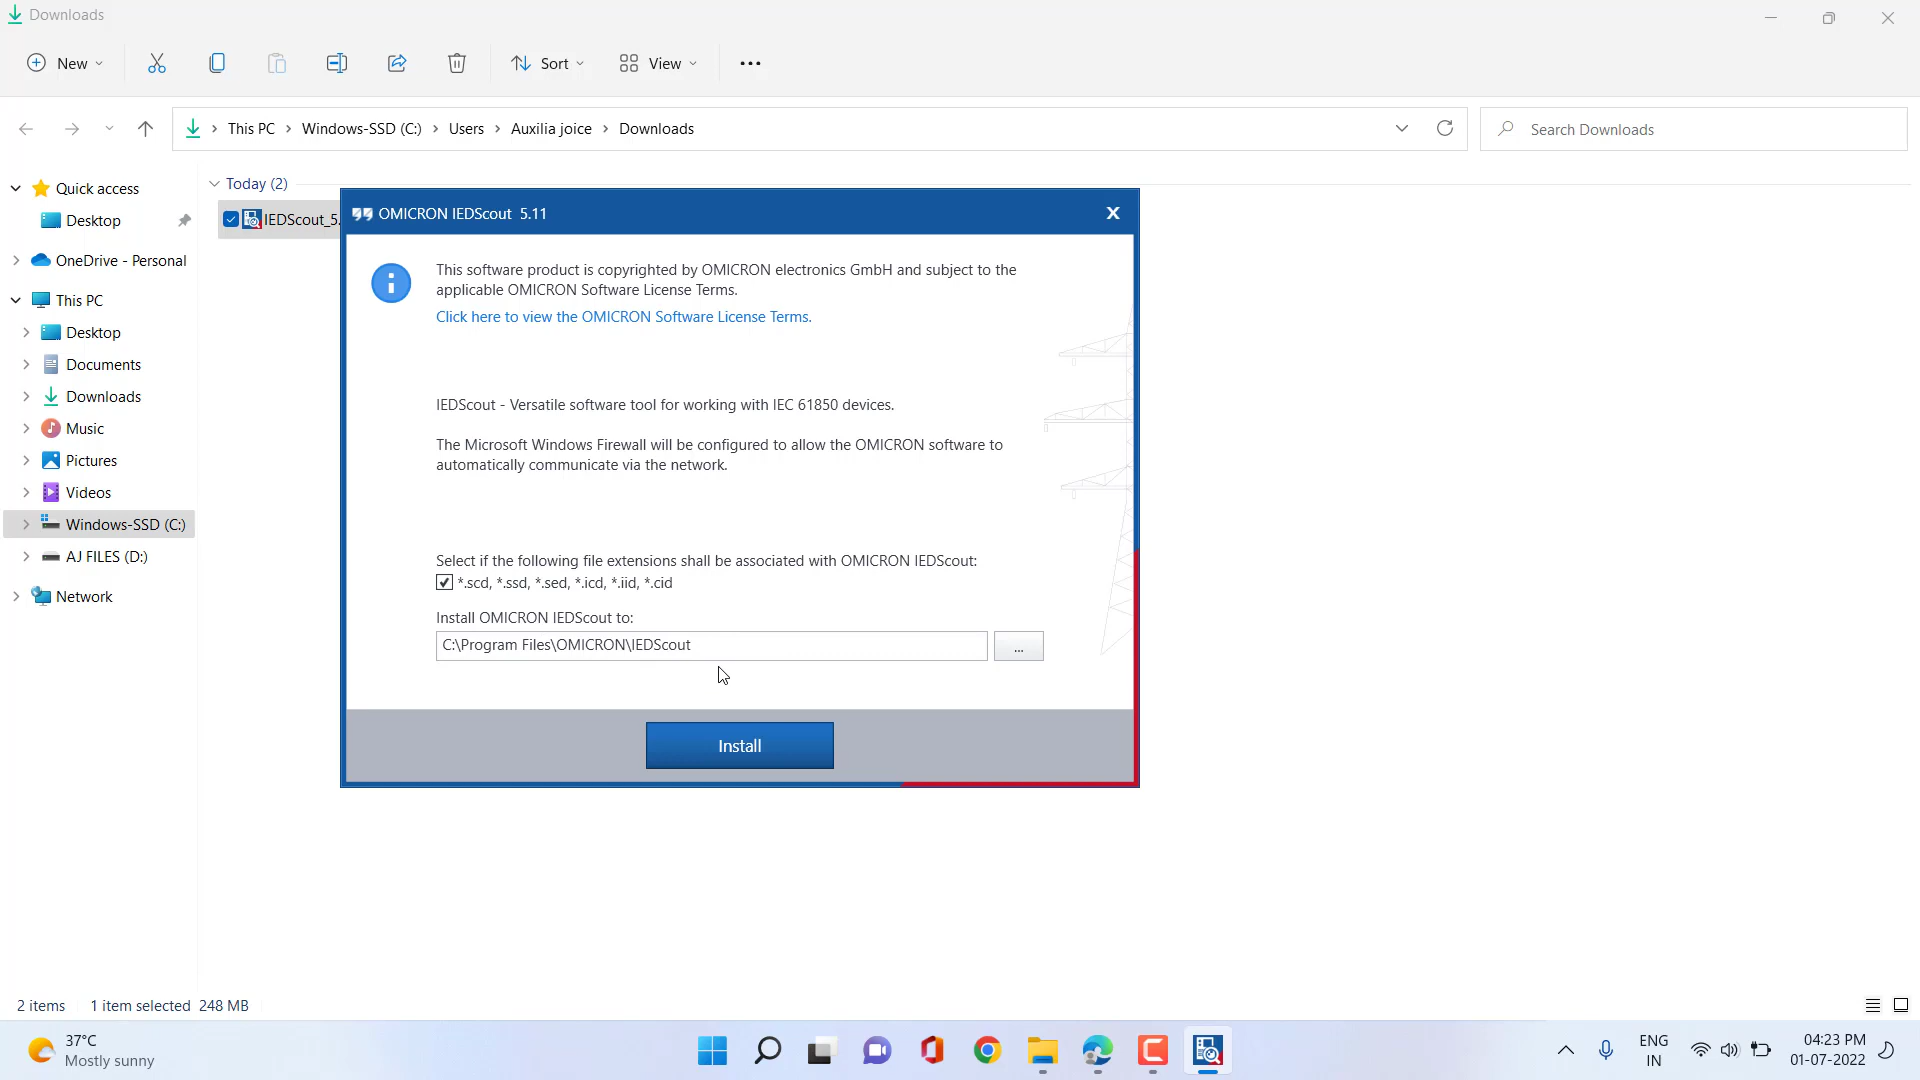 Downloads
New
Sort
View
This PC
Windows-SSD (C:)
Users
Auxilia joice
Downloads
Search Downloads
Quick access
Desktop
OneDrive - Personal
This PC
Desktop
Documents
Downloads
Music
Pictures
Videos
Windows-SSD (C:)
AJ FILES (D:)
Network
Today (2)
IEDScout_5.
OMICRON IEDScout 5.11
X
This software product is copyrighted by OMICRON electronics GmbH and subject to the
applicable OMICRON Software License Terms.
Click here to view the OMICRON Software License Terms.
IEDScout - Versatile software tool for working with IEC 61850 devices.
The Microsoft Windows Firewall will be configured to allow the OMICRON software to
automatically communicate via the network.
Select if the following file extensions shall be associated with OMICRON IEDScout:
*.scd, *.ssd, *.sed, *.icd, *.iid, *.cid
Install OMICRON IEDScout to:
C:\Program Files\OMICRON\IEDScout
...
Install
2 items
1 item selected 248 MB
37°C
Mostly sunny
ENG
IN
04:23 PM
01-07-2022